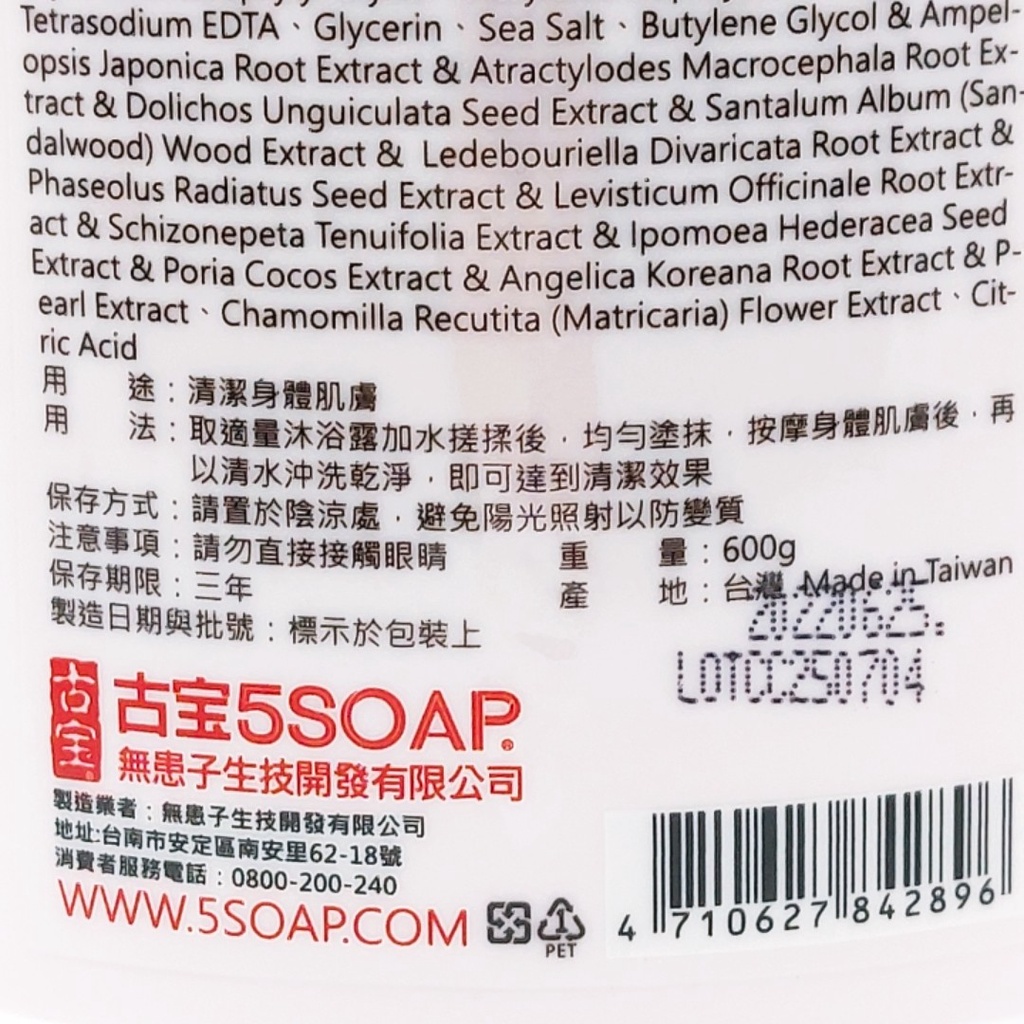 Tetrasodium EDTA、Glycerin、Sea Salt、Butylene Glycol & Ampel-
opsis Japonica Root Extract & Atractylodes Macrocephala Root Ex-
tract & Dolichos Unguiculata Seed Extract & Santalum Album (San-
dalwood) Wood Extract & Ledebouriella Divaricata Root Extract &
Phaseolus Radiatus Seed Extract & Levisticum Officinale Root Extr-
act & Schizonepeta Tenuifolia Extract & Ipomoea Hederacea Seed
Extract & Poria Cocos Extract & Angelica Koreana Root Extract & P-
earl Extract、Chamomilla Recutita (Matricaria) Flower Extract、Cit-
ric Acid
用途：清潔身體肌膚
用法：取適量沐浴露加水搓揉後，均勻塗抹，按摩身體肌膚後，再
以清水沖洗乾淨，即可達到清潔效果
保存方式：請置於陰涼處，避免陽光照射以防變質
注意事項：請勿直接接觸眼睛 重量：600g
保存期限：三年 產地：台灣 Made in Taiwan
製造日期與批號：標示於包裝上
20220625.
LOTCC250704
古宝 古宝5SOAP®
無患子生技開發有限公司
製造業者：無患子生技開發有限公司
地址:台南市安定區南安里62-18號
消費者服務電話：0800-200-240
WWW.5SOAP.COM
1 PET
4 710627 842896